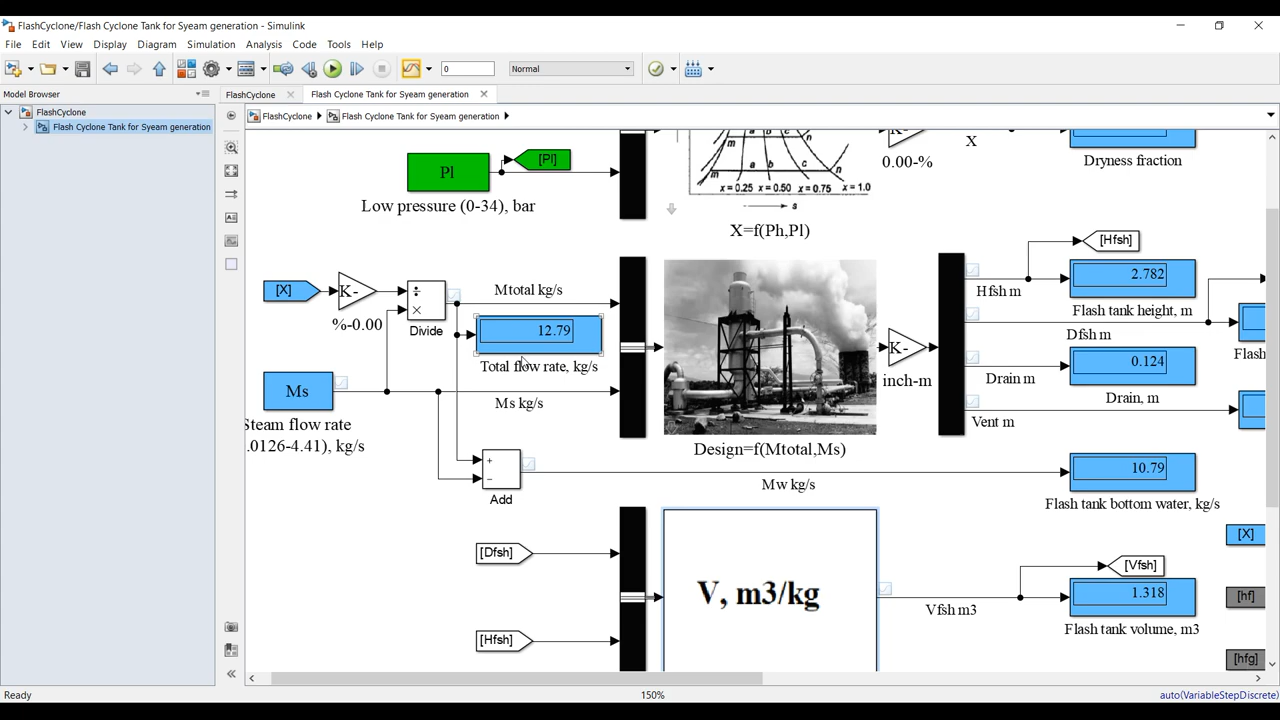 FlashCyclone/Flash Cyclone Tank for Syeam generation - Simulink
File Edit View Display Diagram Simulation Analysis Code Tools Help
0 Normal
Model Browser
FlashCyclone
Flash Cyclone Tank for Syeam generation
FlashCyclone
Flash Cyclone Tank for Syeam generation
FlashCyclone Flash Cyclone Tank for Syeam generation
Pl
[Pl]
Low pressure (0-34), bar
m a b c n
m a b c n
x = 0.25 x = 0.50 x = 0.75 x = 1.0
s
X=f(Ph,Pl)
K-
0.00-%
X
Dryness fraction
[X]
K-
%-0.00
÷
×
Divide
Mtotal kg/s
12.79
Total flow rate, kg/s
Ms
Ms kg/s
Steam flow rate
.0126-4.41), kg/s
Design=f(Mtotal,Ms)
K-
inch-m
[Hfsh]
Hfsh m
2.782
Flash tank height, m
Dfsh m
Flash
Drain m
0.124
Drain, m
Vent m
+
−
Add
Mw kg/s
10.79
Flash tank bottom water, kg/s
[Dfsh]
[Hfsh]
V, m3/kg
Vfsh m3
[Vfsh]
1.318
Flash tank volume, m3
[X]
[hf]
[hfg]
Ready 150% auto(VariableStepDiscrete)